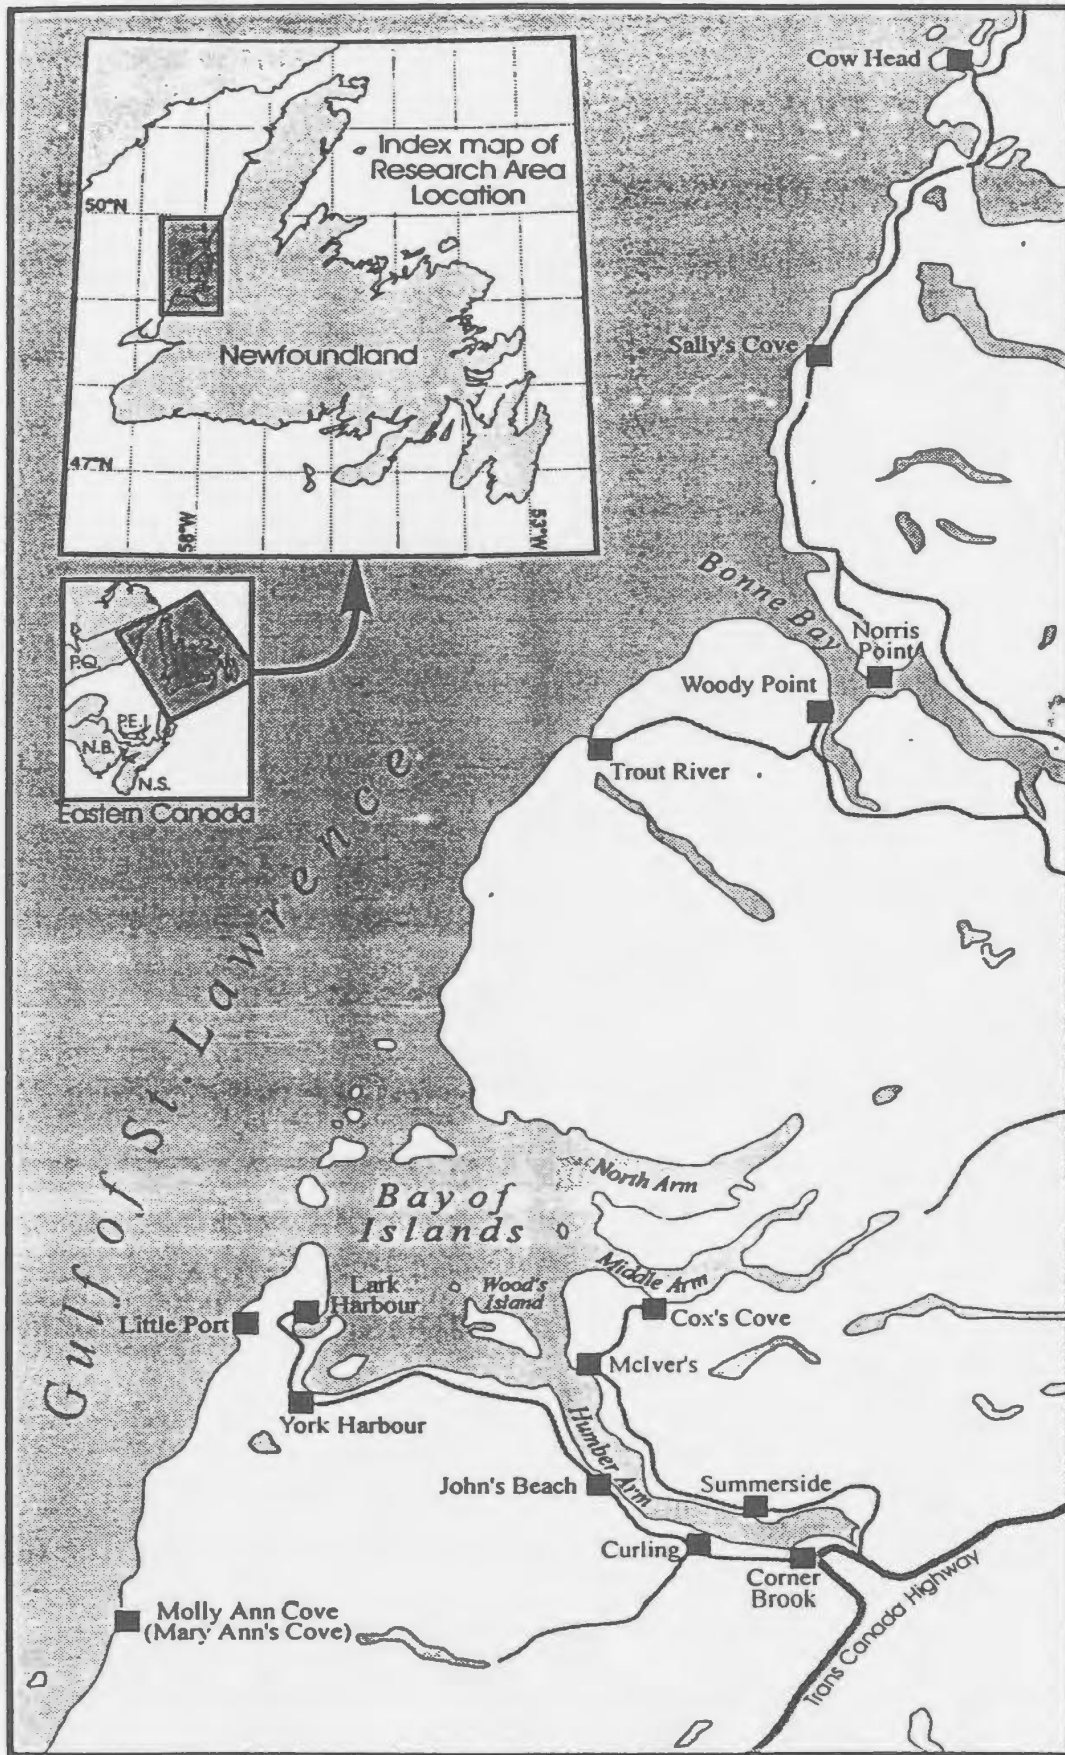 Cow Head
Index map of
Research Area
Location
50°N
Newfoundland
47°N
58°W
53°W
Sally's Cove
Bonne Bay
Norris
Point
Woody Point
Trout River
P.Q.
P.E.I.
N.B.
N.S.
Eastern Canada
Gulf of St. Lawrence
North Arm
Bay of
Islands
Middle Arm
Lark
Harbour
Wood's
Island
Little Port
Cox's Cove
McIver's
York Harbour
Humber Arm
John's Beach
Summerside
Curling
Corner
Brook
Trans Canada Highway
Molly Ann Cove
(Mary Ann's Cove)